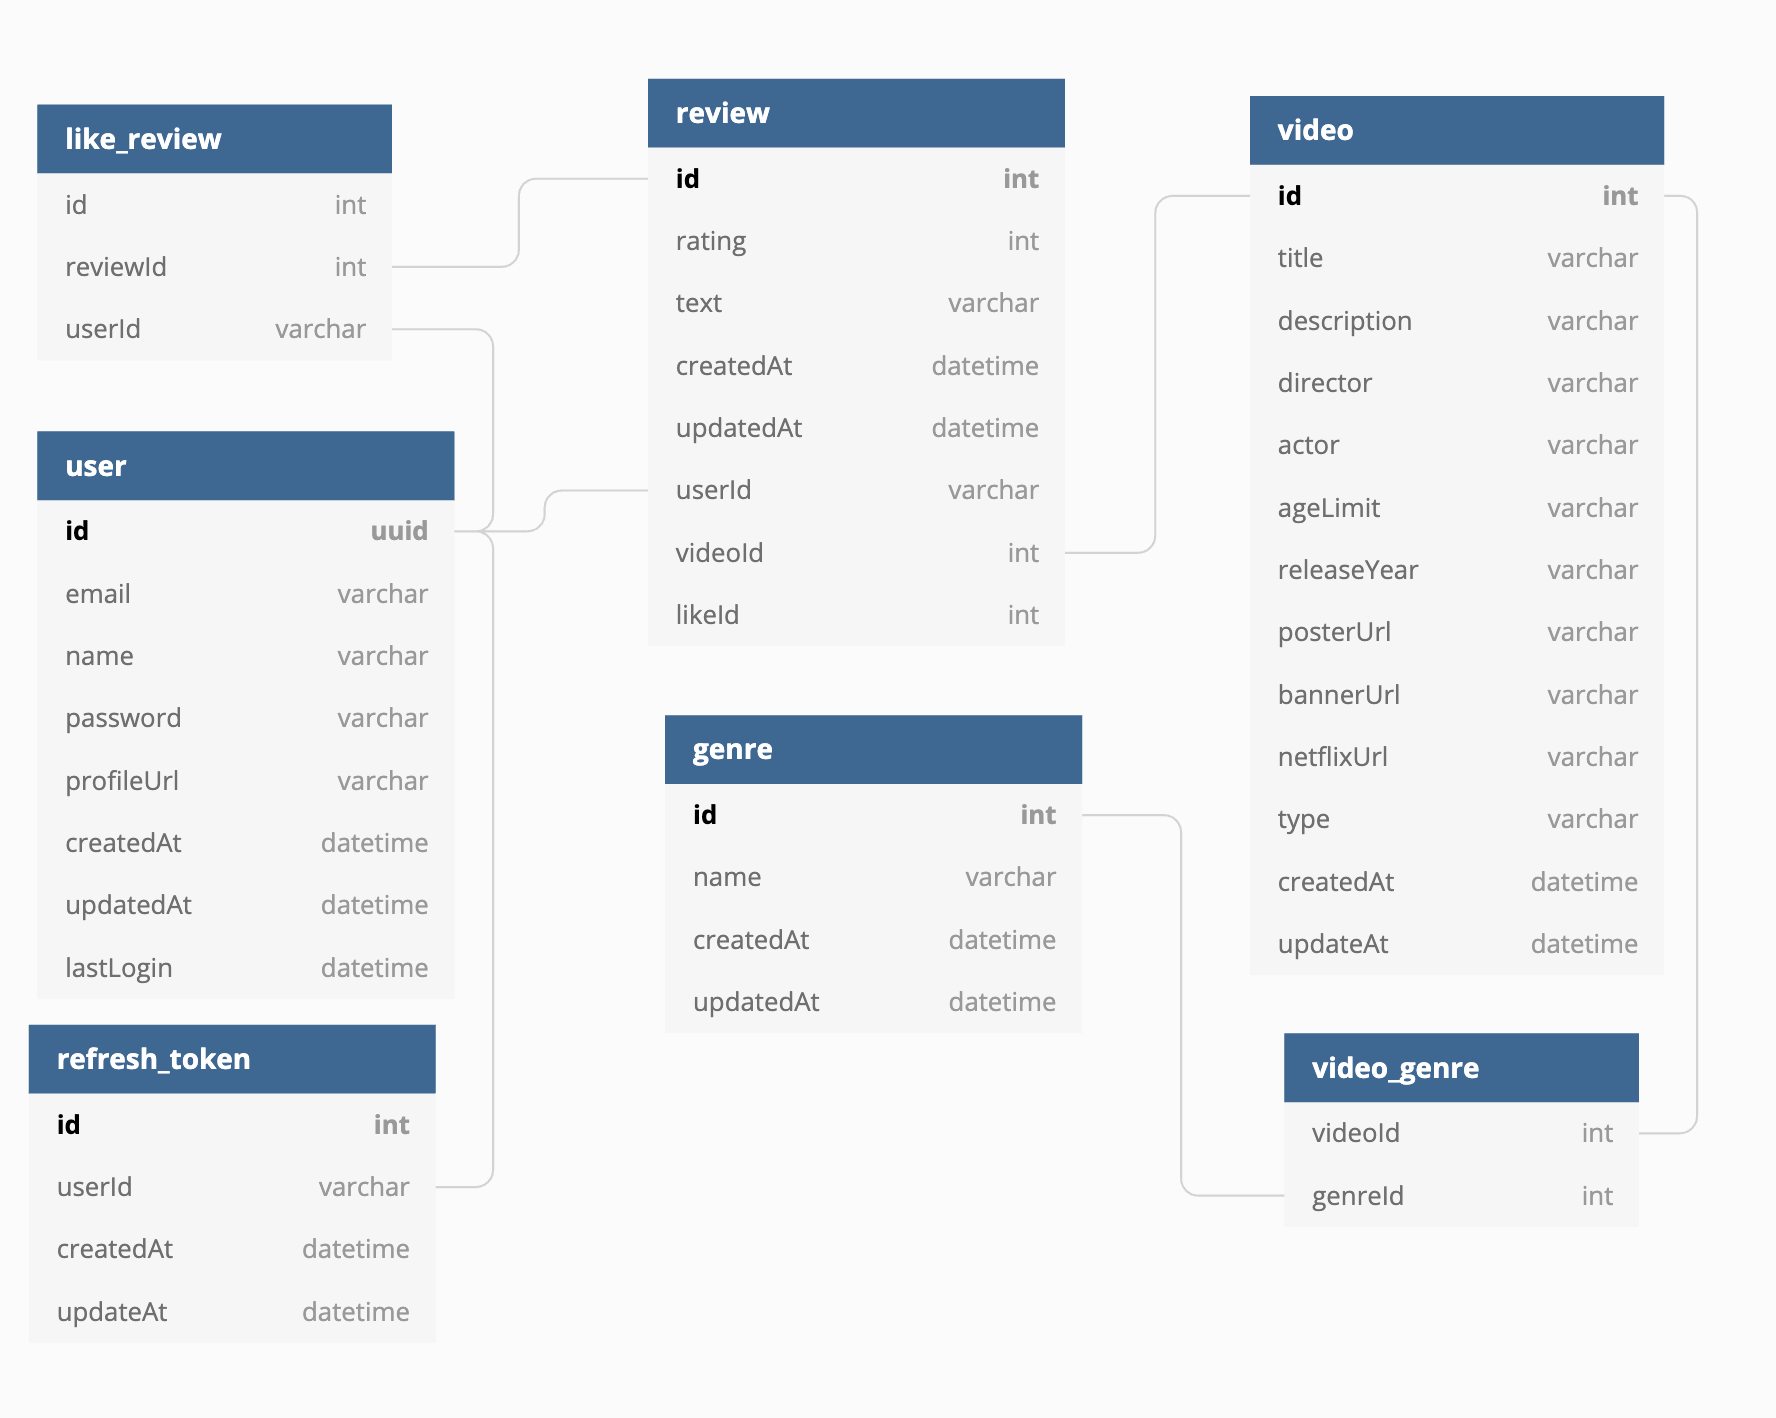 like_review
id int
reviewId int
userId varchar
user
id uuid
email varchar
name varchar
password varchar
profileUrl varchar
createdAt datetime
updatedAt datetime
lastLogin datetime
refresh_token
id int
userId varchar
createdAt datetime
updateAt datetime
review
id int
rating int
text varchar
createdAt datetime
updatedAt datetime
userId varchar
videoId int
likeId int
genre
id int
name varchar
createdAt datetime
updatedAt datetime
video
id int
title varchar
description varchar
director varchar
actor varchar
ageLimit varchar
releaseYear varchar
posterUrl varchar
bannerUrl varchar
netflixUrl varchar
type varchar
createdAt datetime
updateAt datetime
video_genre
videoId int
genreId int